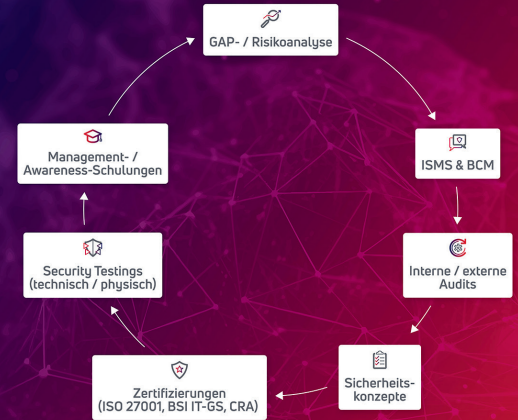 GAP- / Risikoanalyse
ISMS & BCM
Interne / externe
Audits
Sicherheits-
konzepte
Zertifizierungen
(ISO 27001, BSI IT-GS, CRA)
Security Testings
(technisch / physisch)
Management- /
Awareness-Schulungen